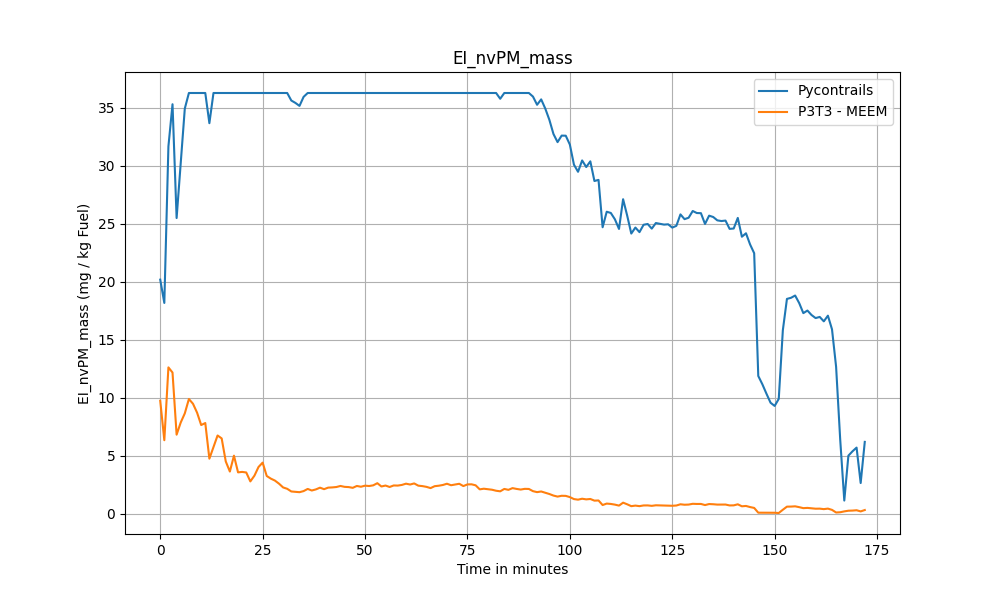 EI_nvPM_mass
Pycontrails
P3T3 - MEEM
EI_nvPM_mass (mg / kg Fuel)
35
30
25
20
15
10
5
0
0 25 50 75 100 125 150 175
Time in minutes